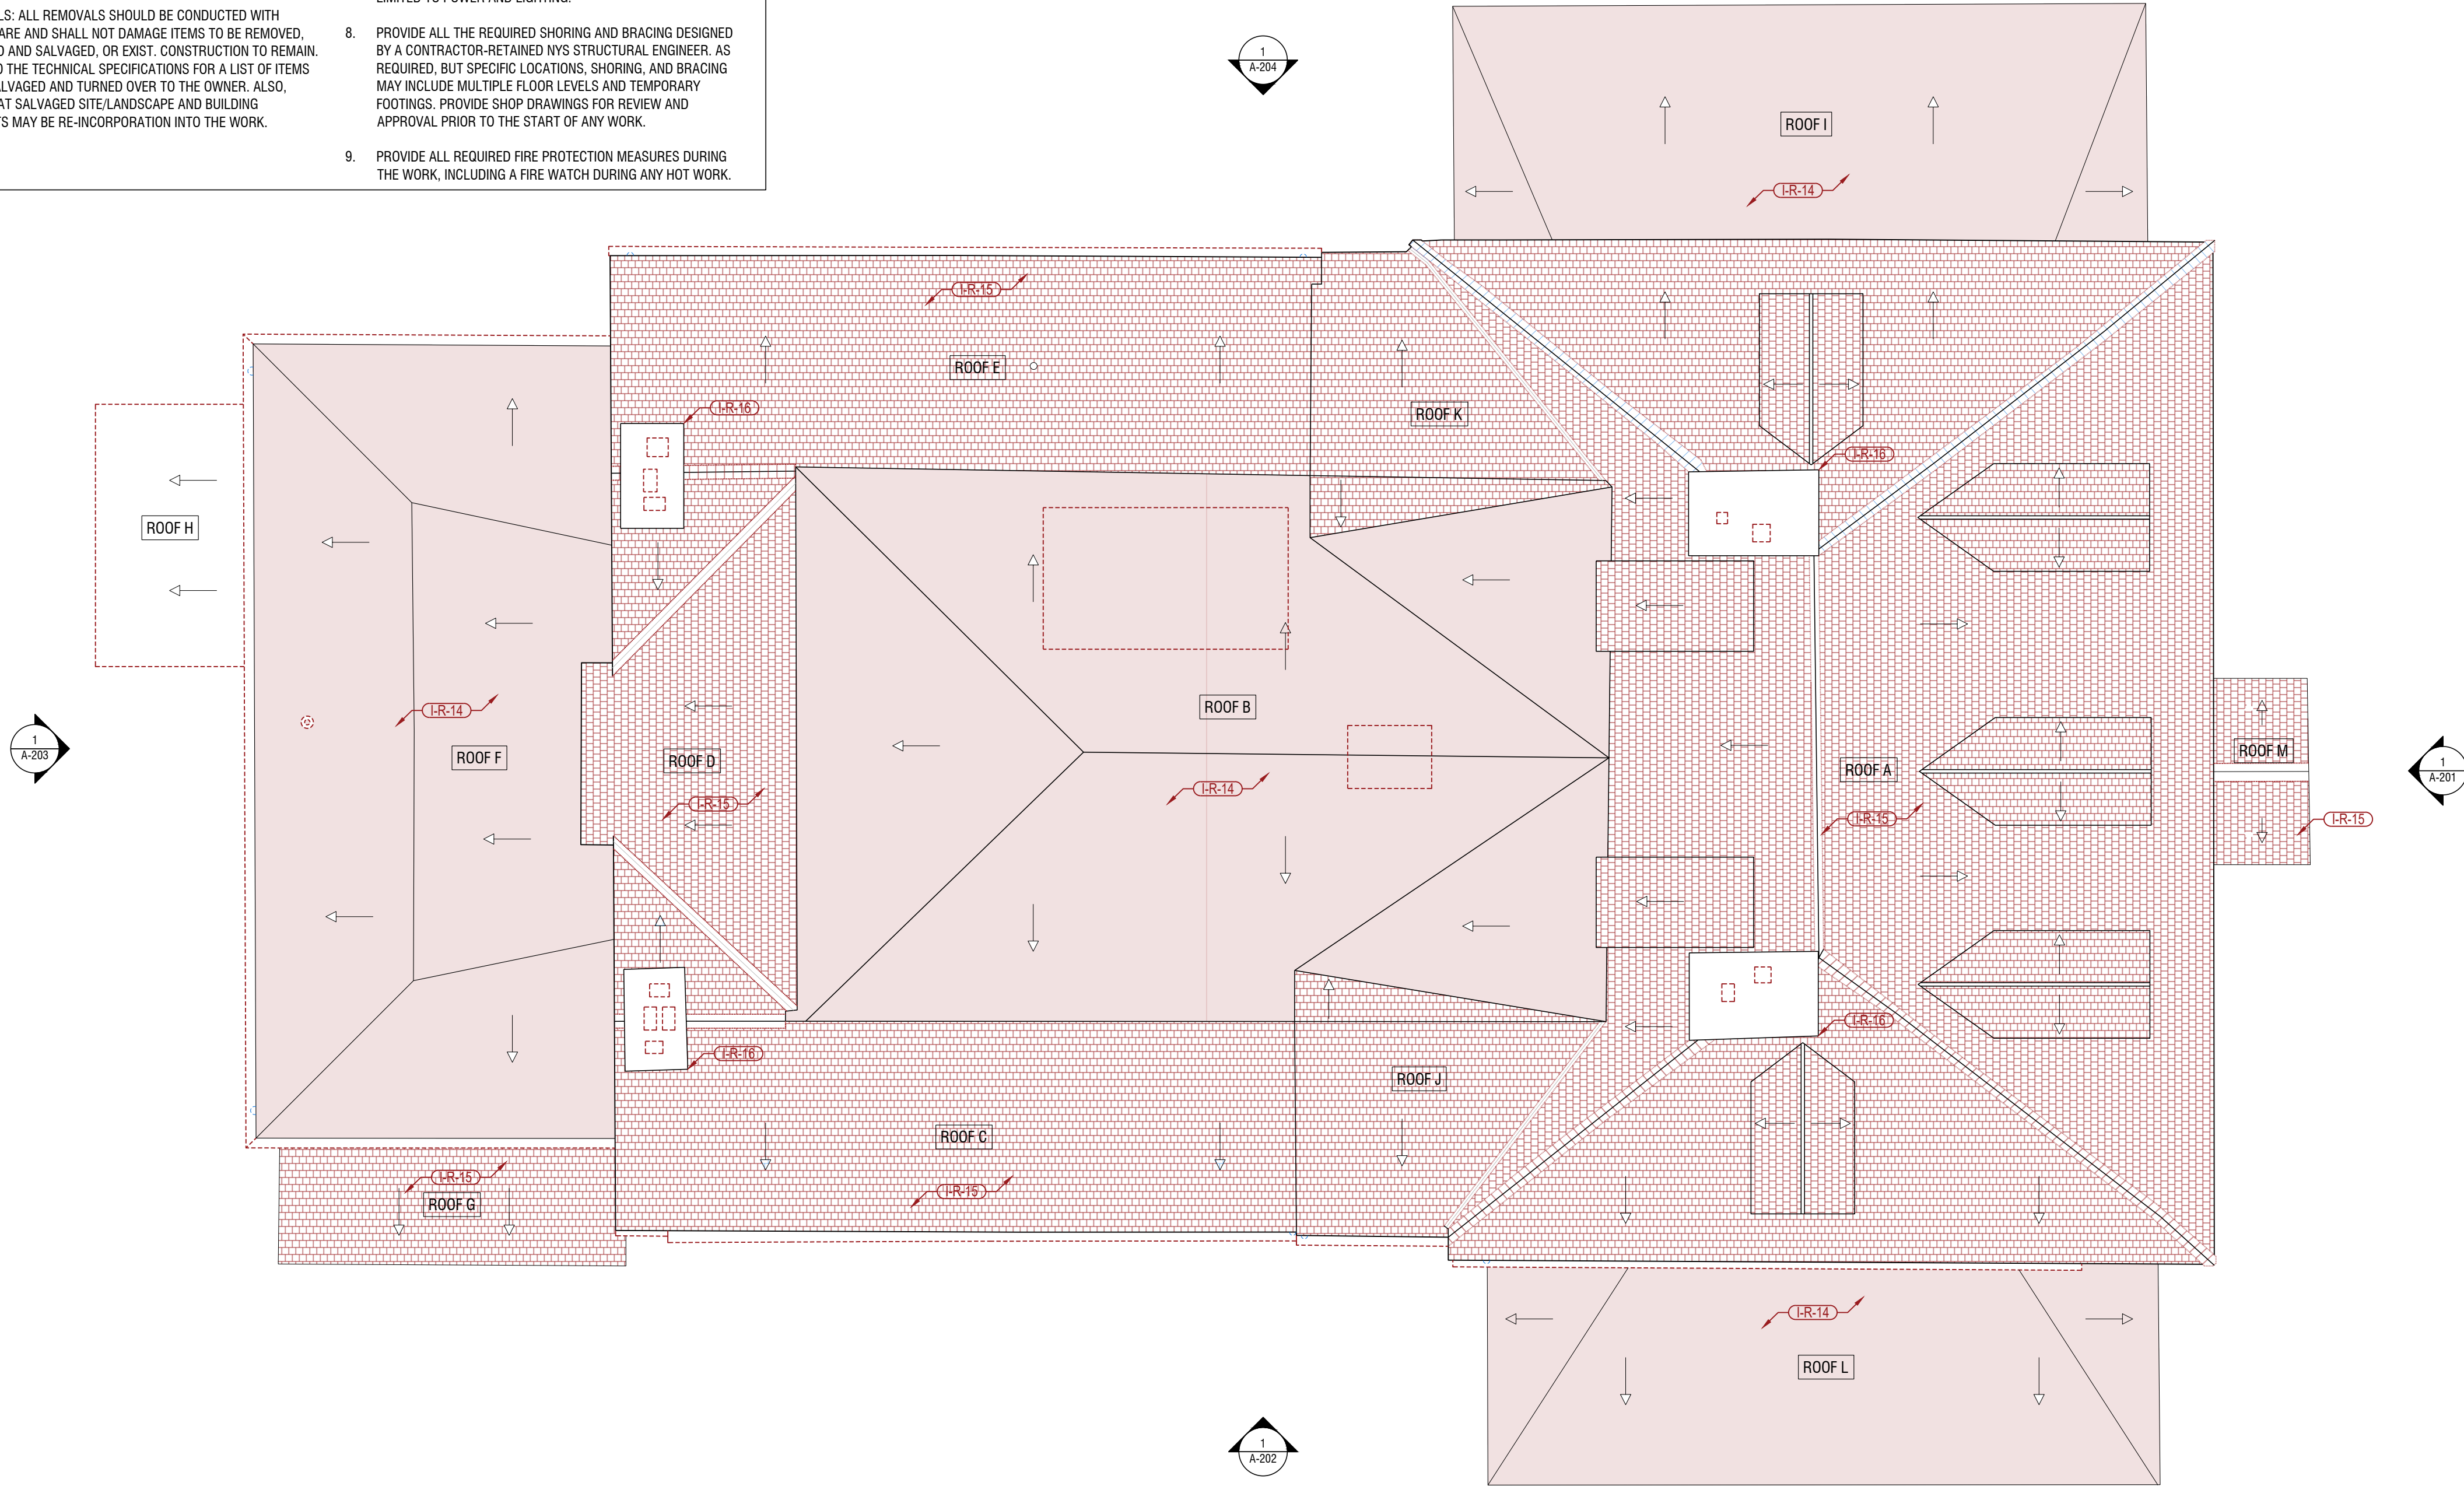 LS: ALL REMOVALS SHOULD BE CONDUCTED WITH
ARE AND SHALL NOT DAMAGE ITEMS TO BE REMOVED,
D AND SALVAGED, OR EXIST. CONSTRUCTION TO REMAIN.
O THE TECHNICAL SPECIFICATIONS FOR A LIST OF ITEMS
ALVAGED AND TURNED OVER TO THE OWNER. ALSO,
AT SALVAGED SITE/LANDSCAPE AND BUILDING
TS MAY BE RE-INCORPORATION INTO THE WORK.
LIMITED TO POWER AND LIGHTING.
8. PROVIDE ALL THE REQUIRED SHORING AND BRACING DESIGNED
BY A CONTRACTOR-RETAINED NYS STRUCTURAL ENGINEER. AS
REQUIRED, BUT SPECIFIC LOCATIONS, SHORING, AND BRACING
MAY INCLUDE MULTIPLE FLOOR LEVELS AND TEMPORARY
FOOTINGS. PROVIDE SHOP DRAWINGS FOR REVIEW AND
APPROVAL PRIOR TO THE START OF ANY WORK.
9. PROVIDE ALL REQUIRED FIRE PROTECTION MEASURES DURING
THE WORK, INCLUDING A FIRE WATCH DURING ANY HOT WORK.
1
A-204
ROOF I
I-R-14
I-R-15
ROOF E
I-R-16
ROOF K
I-R-16
ROOF H
I-R-14
ROOF F
ROOF D
I-R-15
ROOF B
I-R-14
ROOF A
I-R-15
ROOF M
I-R-15
1
A-203
1
A-201
I-R-16
I-R-16
ROOF J
ROOF C
I-R-15
I-R-15
ROOF G
I-R-14
ROOF L
1
A-202